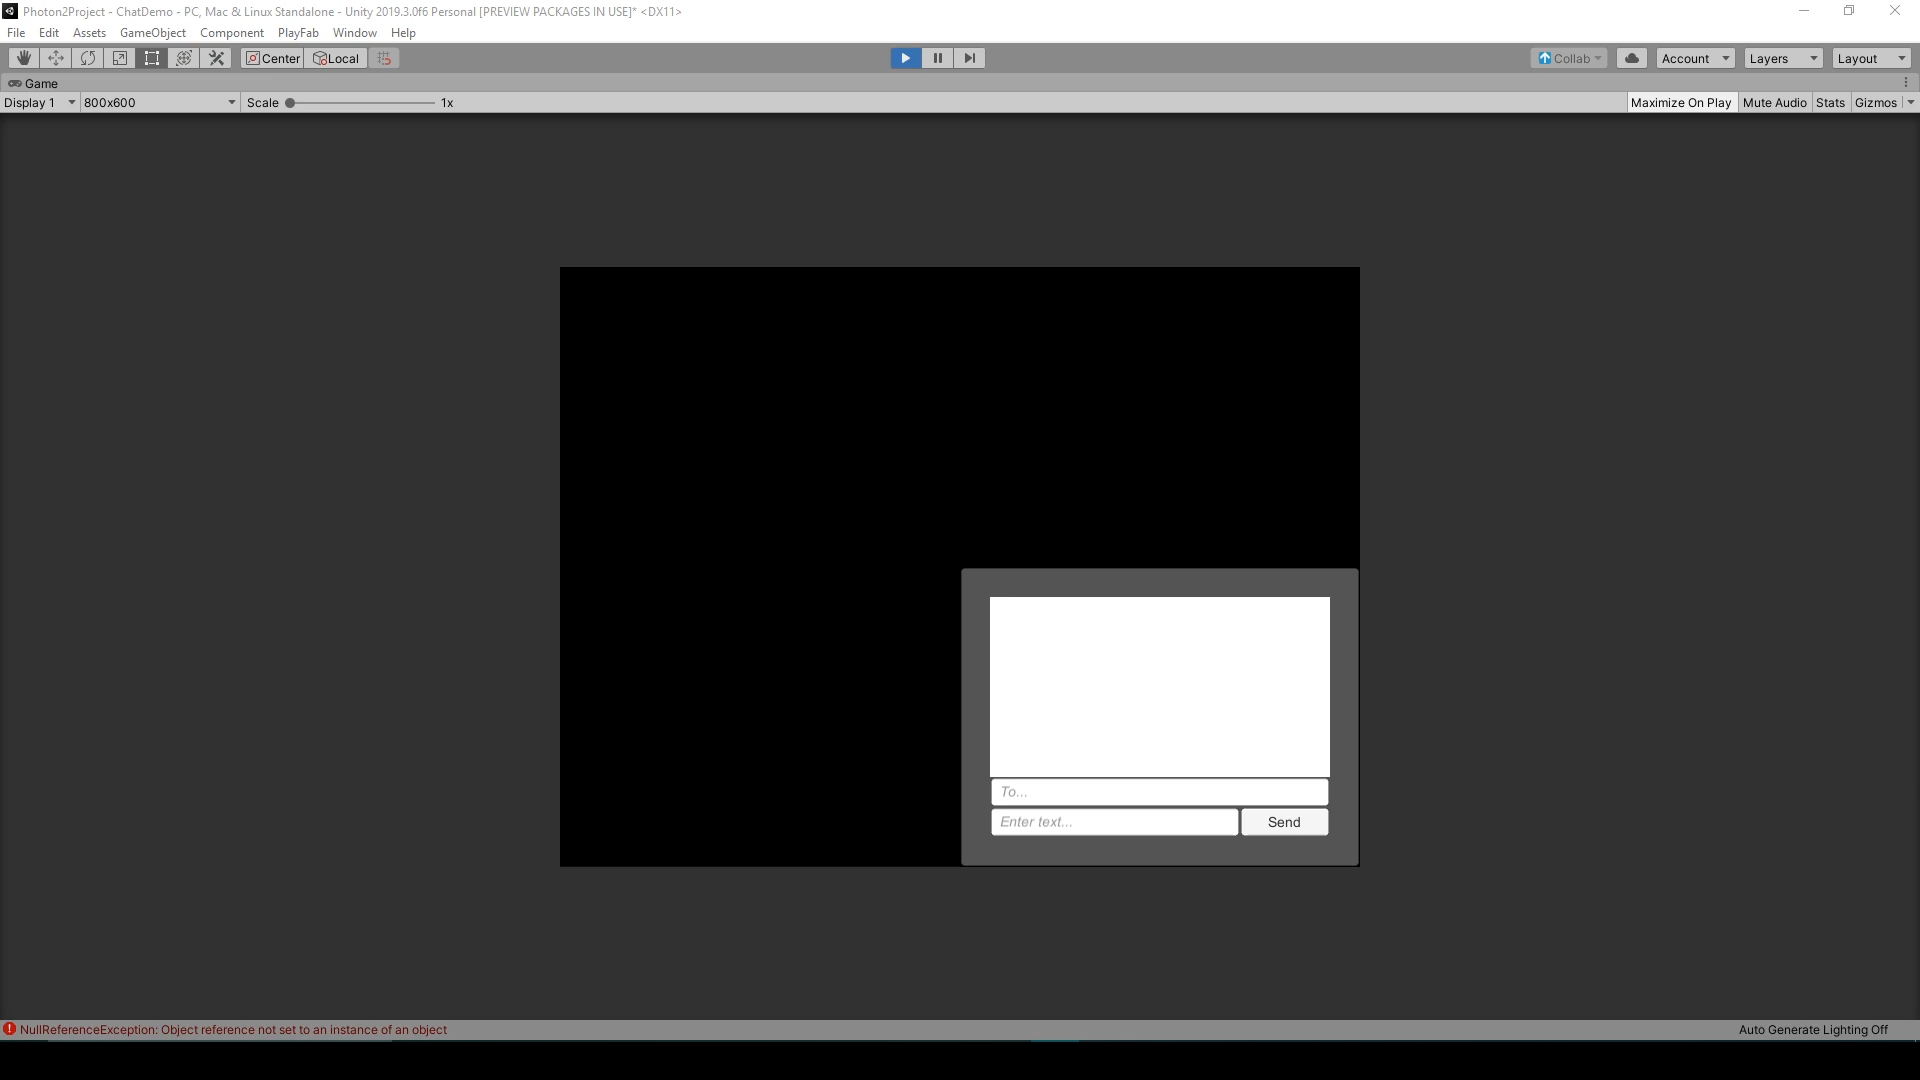 Photon2Project - ChatDemo - PC, Mac & Linux Standalone - Unity 2019.3.0f6 Personal [PREVIEW PACKAGES IN USE]* <DX11>
File Edit Assets GameObject Component PlayFab Window Help
Center Local Collab Account Layers Layout
Game
Display 1 800x600 Scale 1x Maximize On Play Mute Audio Stats Gizmos
To...
Enter text... Send
NullReferenceException: Object reference not set to an instance of an object Auto Generate Lighting Off